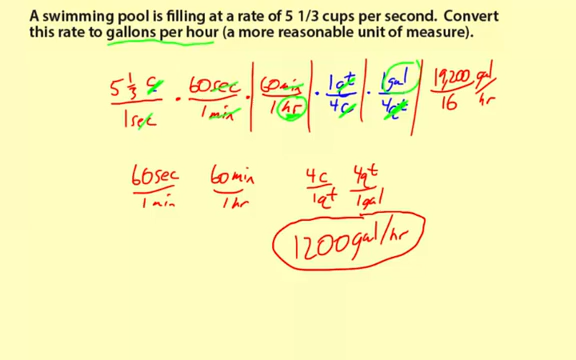 A swimming pool is filling at a rate of 5 1/3 cups per second. Convert
this rate to gallons per hour (a more reasonable unit of measure).
5 1/3 c / 1 sec · 60 sec / 1 min · | 60 min / 1 hr | · 1 qt / 4 c | · 1 gal / 4 qt | 19,200 gal / 16 hr
60 sec / 1 min 60 min / 1 hr 4c / 1 qt 4 qt / 1 gal
1200 gal/hr